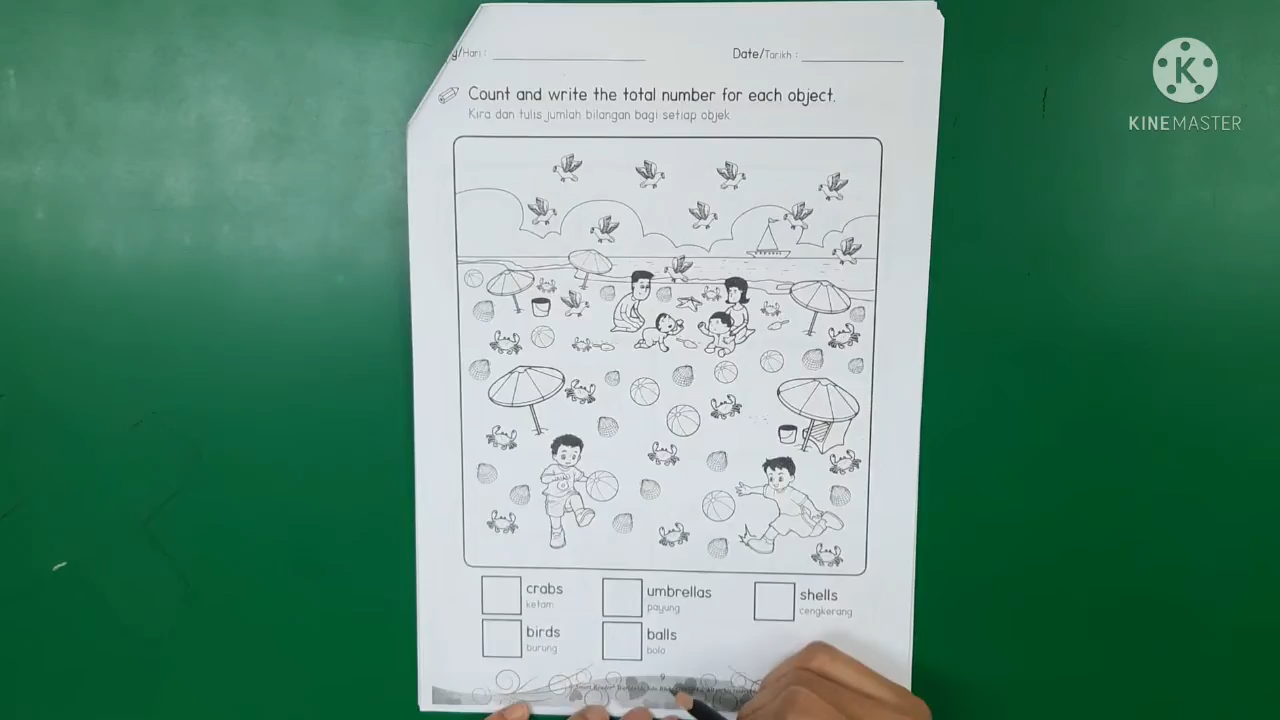 y/Hari :
Date/Tarikh :
KINEMASTER
Count and write the total number for each object.
Kira dan tulis jumlah bilangan bagi setiap objek
crabs
ketam
umbrellas
payung
shells
cengkerang
birds
burung
balls
bola
9